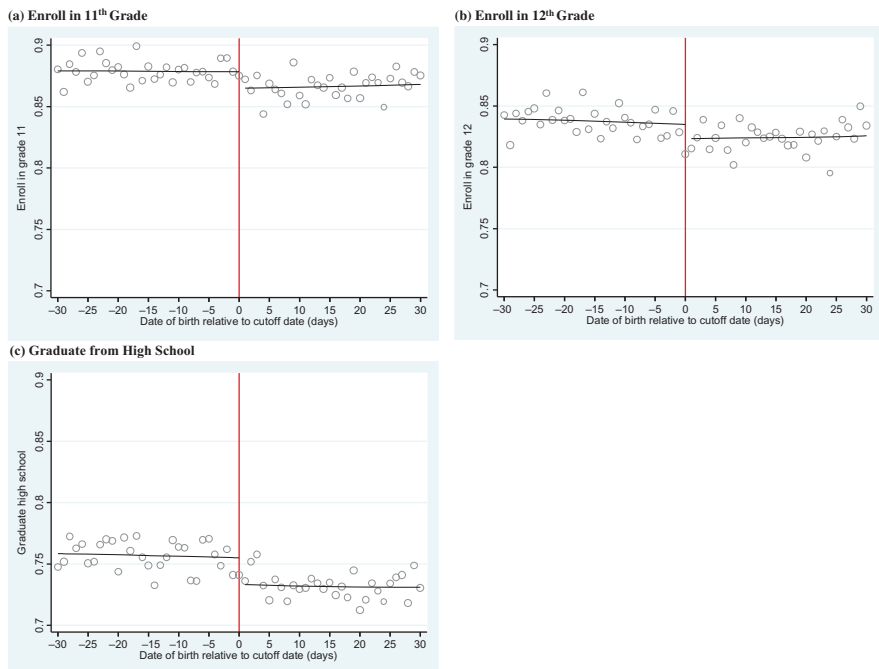 (a) Enroll in 11th Grade
0.9
0.85
0.8
0.75
0.7
Enroll in grade 11
–30 –25 –20 –15 –10 –5 0 5 10 15 20 25 30
Date of birth relative to cutoff date (days)
(b) Enroll in 12th Grade
0.9
0.85
0.8
0.75
0.7
Enroll in grade 12
–30 –25 –20 –15 –10 –5 0 5 10 15 20 25 30
Date of birth relative to cutoff date (days)
(c) Graduate from High School
0.9
0.85
0.8
0.75
0.7
Graduate high school
–30 –25 –20 –15 –10 –5 0 5 10 15 20 25 30
Date of birth relative to cutoff date (days)